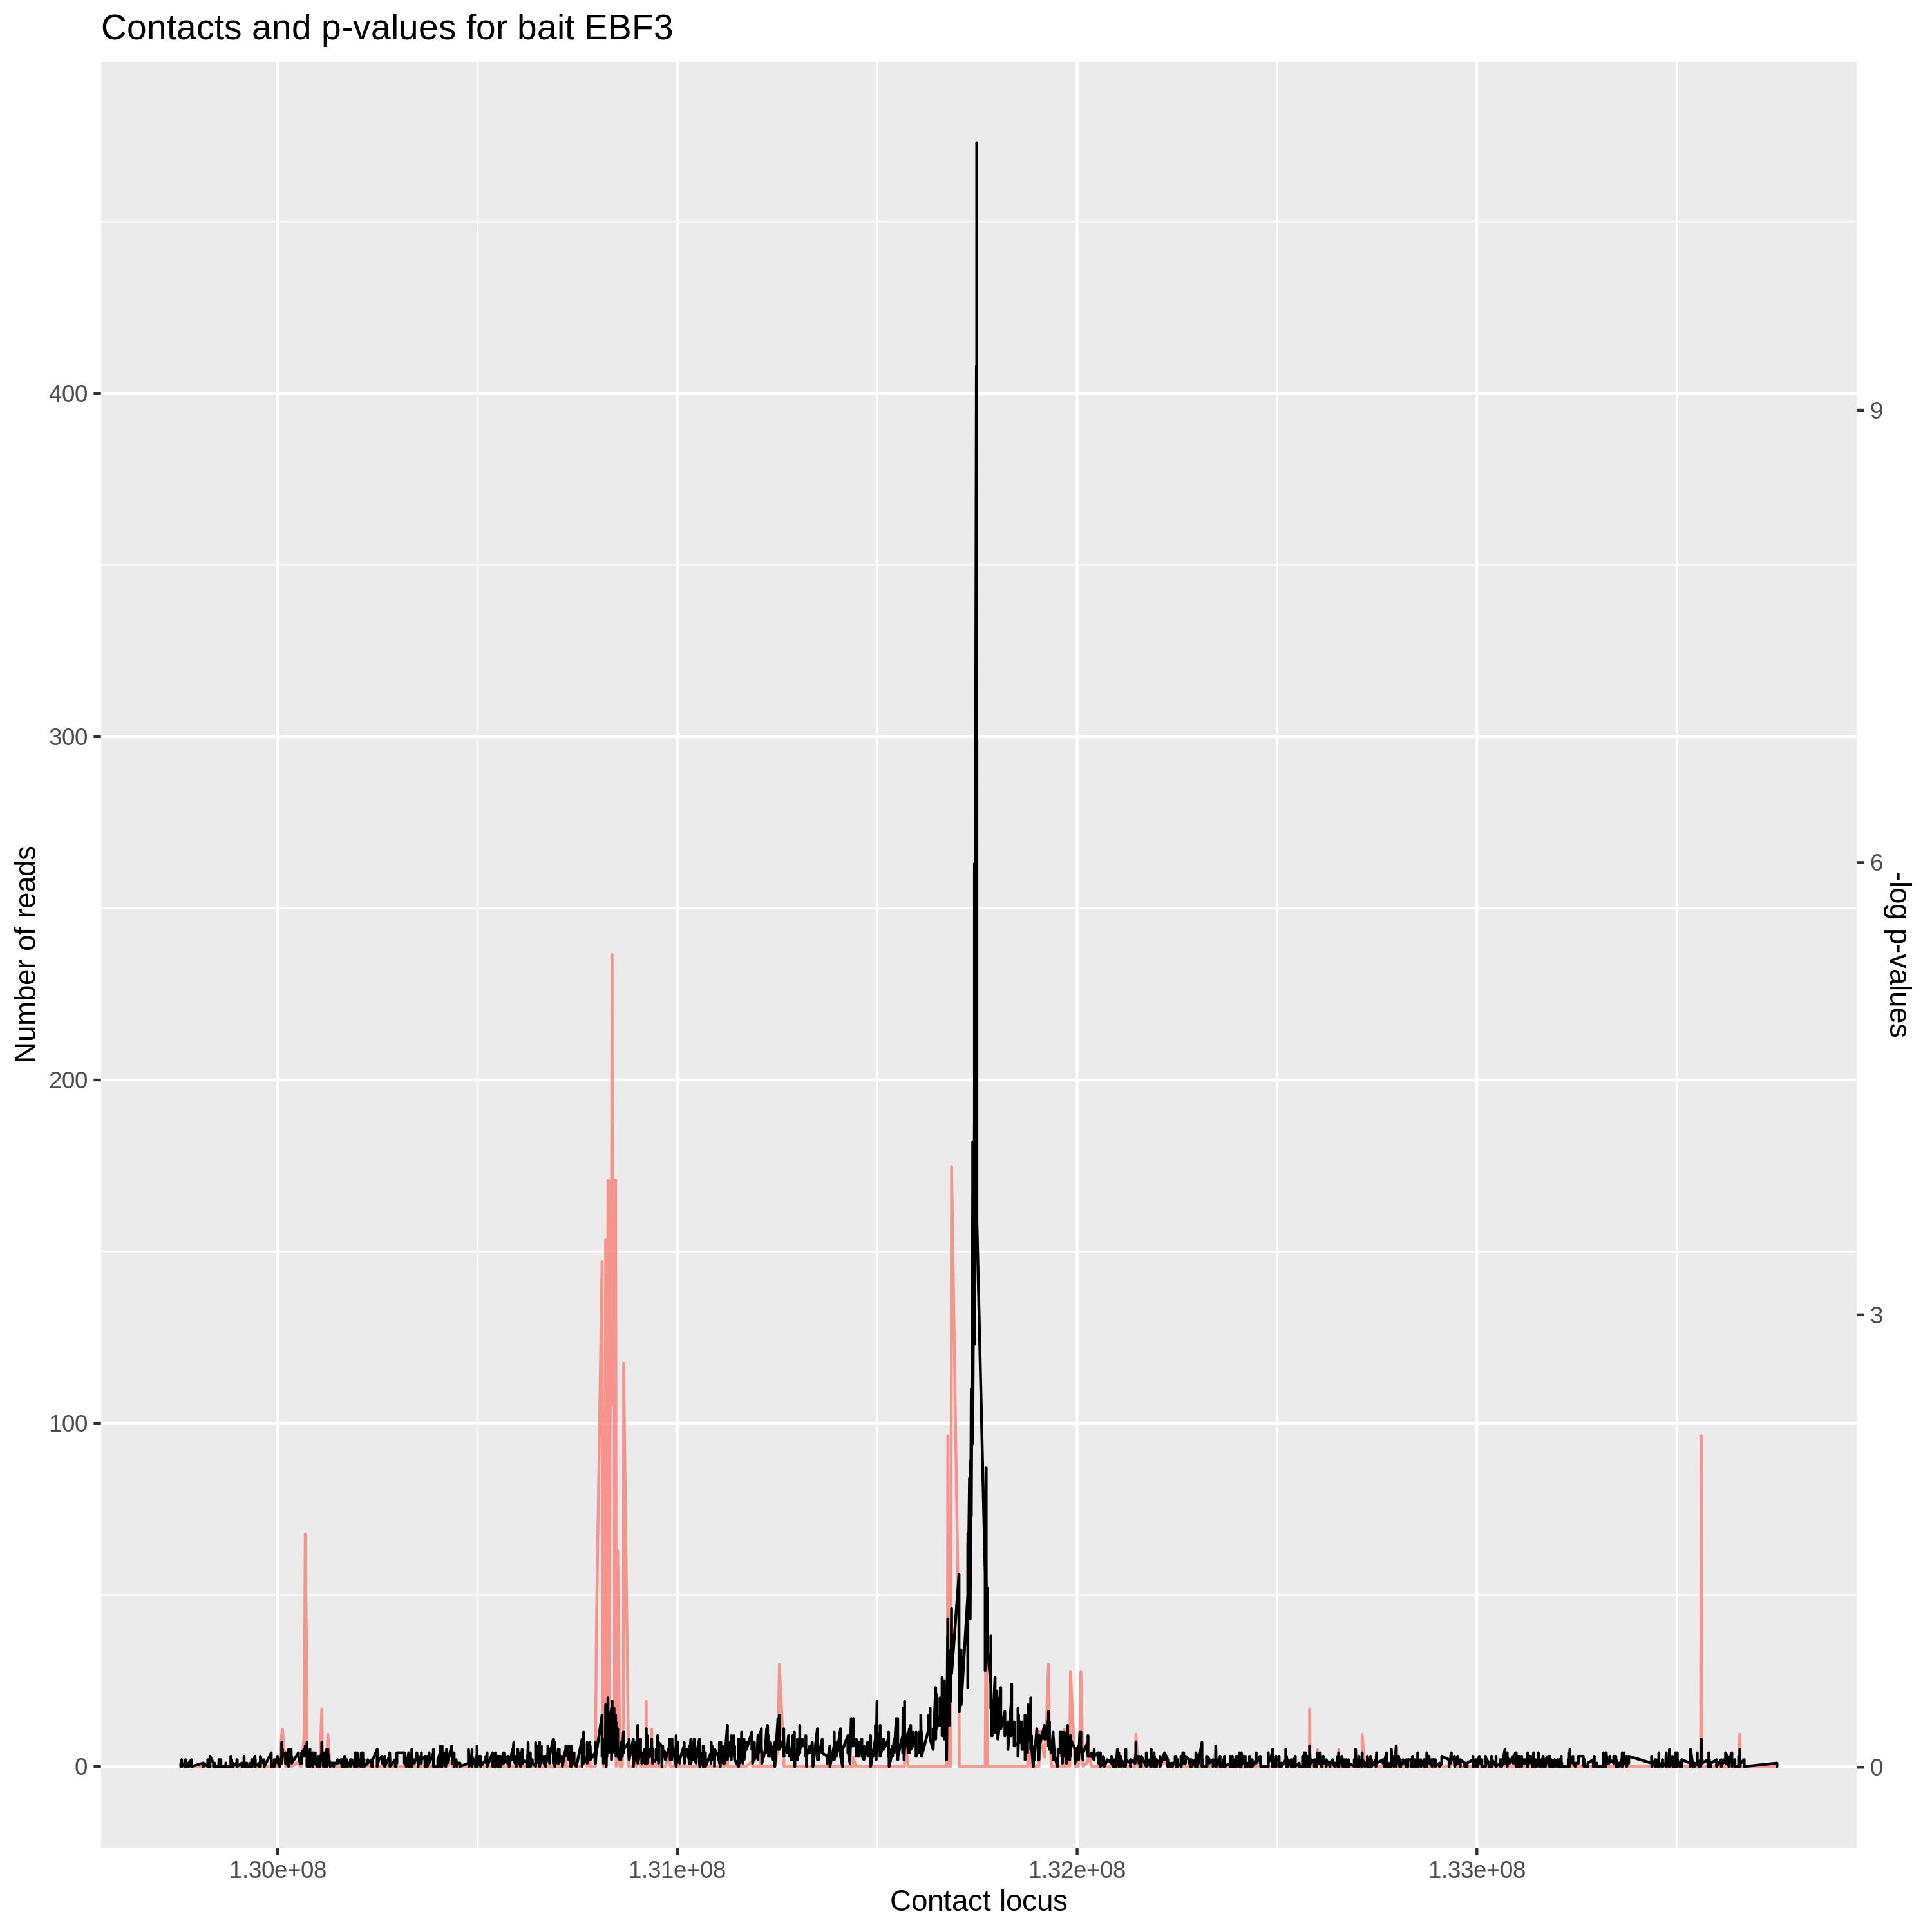 Contacts and p-values for bait EBF3
400
300
200
100
0
Number of reads
9
6
3
0
-log p-values
1.30e+08
1.31e+08
1.32e+08
1.33e+08
Contact locus